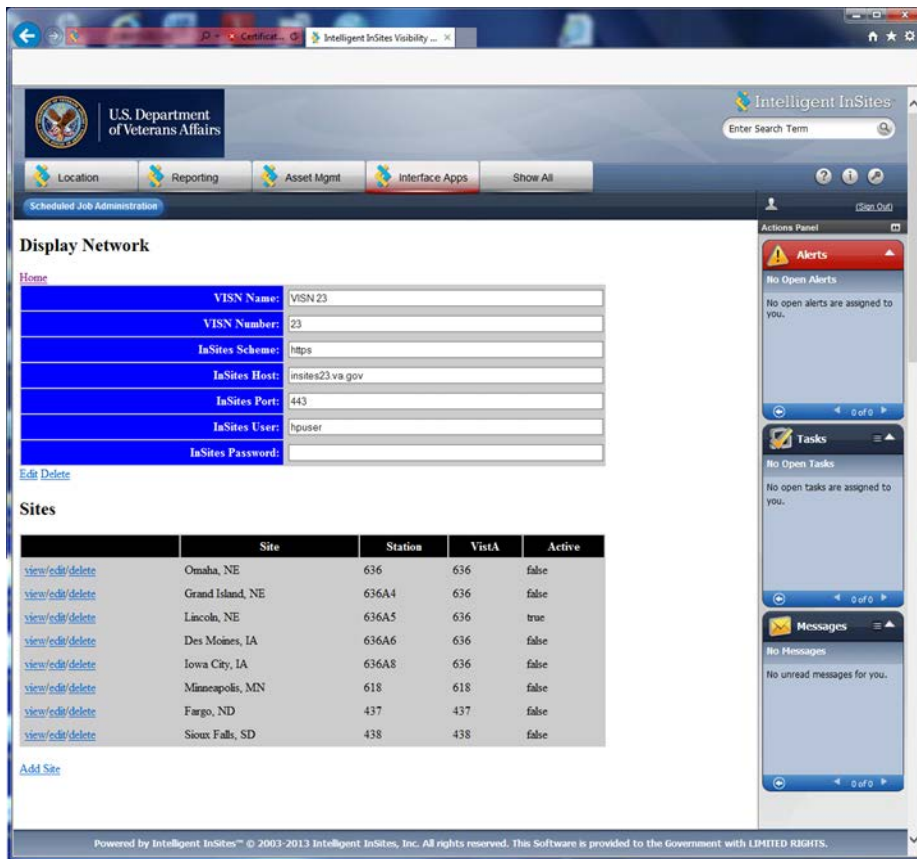 Certificat...
Intelligent InSites Visibility ...
U.S. Department
of Veterans Affairs
Intelligent InSites
Enter Search Term
Location Reporting Asset Mgmt Interface Apps Show All
Scheduled Job Administration
(Sign Out)
Actions Panel
Display Network
Home
VISN Name: VISN 23
VISN Number: 23
InSites Scheme: https
InSites Host: insites23.va.gov
InSites Port: 443
InSites User: hpuser
InSites Password:
Edit Delete
Sites
Site Station VistA Active
view/edit/delete Omaha, NE 636 636 false
view/edit/delete Grand Island, NE 636A4 636 false
view/edit/delete Lincoln, NE 636A5 636 true
view/edit/delete Des Moines, IA 636A6 636 false
view/edit/delete Iowa City, IA 636A8 636 false
view/edit/delete Minneapolis, MN 618 618 false
view/edit/delete Fargo, ND 437 437 false
view/edit/delete Sioux Falls, SD 438 438 false
Add Site
Alerts
No Open Alerts
No open alerts are assigned to
you.
0 of 0
Tasks
No Open Tasks
No open tasks are assigned to
you.
0 of 0
Messages
No Messages
No unread messages for you.
0 of 0
Powered by Intelligent InSites™ © 2003-2013 Intelligent InSites, Inc. All rights reserved. This Software is provided to the Government with LIMITED RIGHTS.